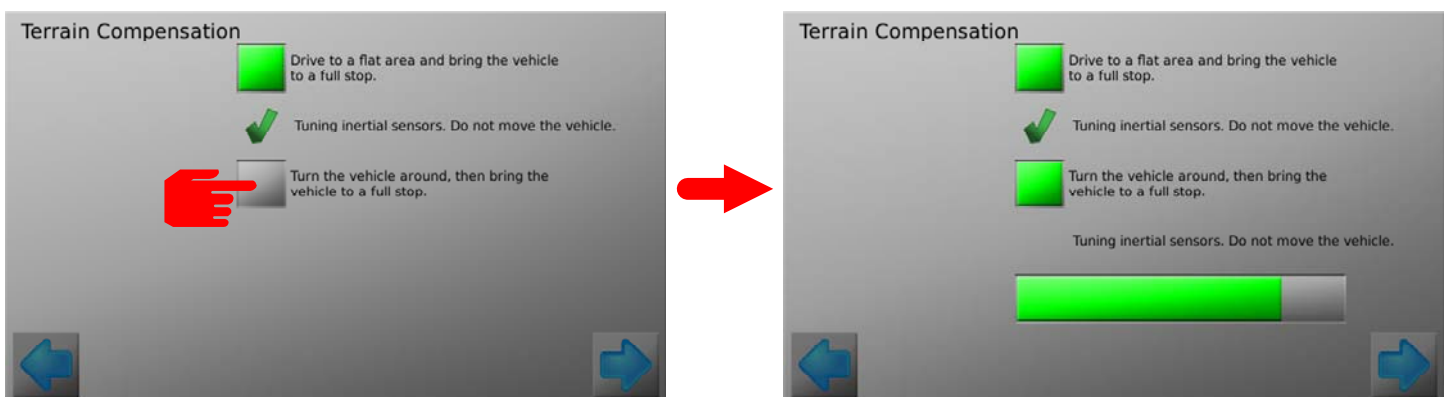 Terrain Compensation
Drive to a flat area and bring the vehicle
to a full stop.
Tuning inertial sensors. Do not move the vehicle.
Turn the vehicle around, then bring the
vehicle to a full stop.
Terrain Compensation
Drive to a flat area and bring the vehicle
to a full stop.
Tuning inertial sensors. Do not move the vehicle.
Turn the vehicle around, then bring the
vehicle to a full stop.
Tuning inertial sensors. Do not move the vehicle.